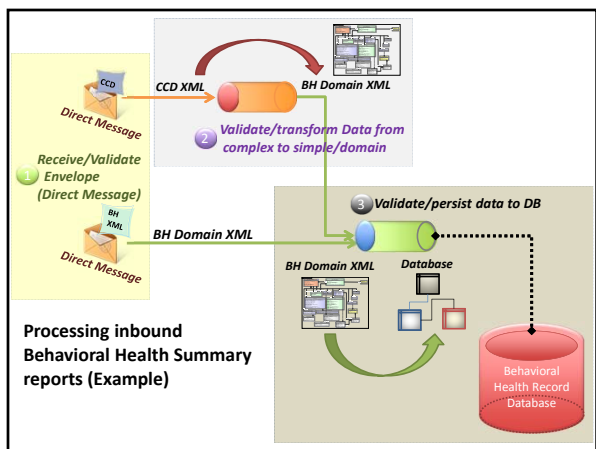 CCD
Direct Message
CCD XML
BH Domain XML
2
Validate/transform Data from
complex to simple/domain
1
Receive/Validate
Envelope
(Direct Message)
BH
XML
Direct Message
BH Domain XML
3
Validate/persist data to DB
BH Domain XML
Database
Processing inbound
Behavioral Health Summary
reports (Example)
Behavioral
Health Record
Database